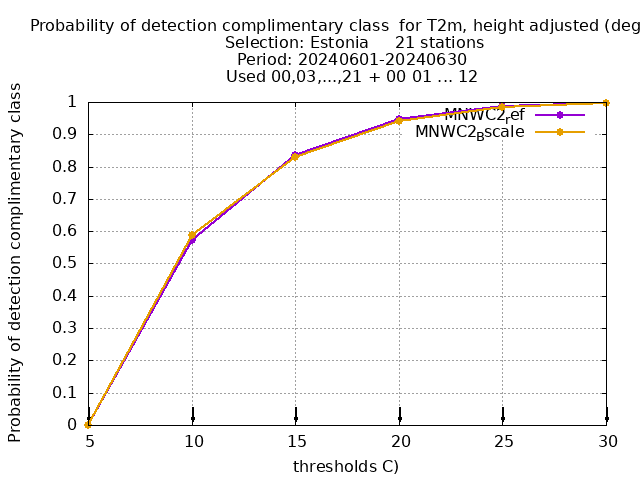 Probability of detection complimentary class  for T2m, height adjusted (deg
Selection: Estonia     21 stations
Period: 20240601-20240630
Used 00,03,...,21 + 00 01 ... 12
Probability of detection complimentary class
1
0.9
0.8
0.7
0.6
0.5
0.4
0.3
0.2
0.1
0
MNWC2_ref
MNWC2_Bscale
5 10 15 20 25 30
thresholds C)